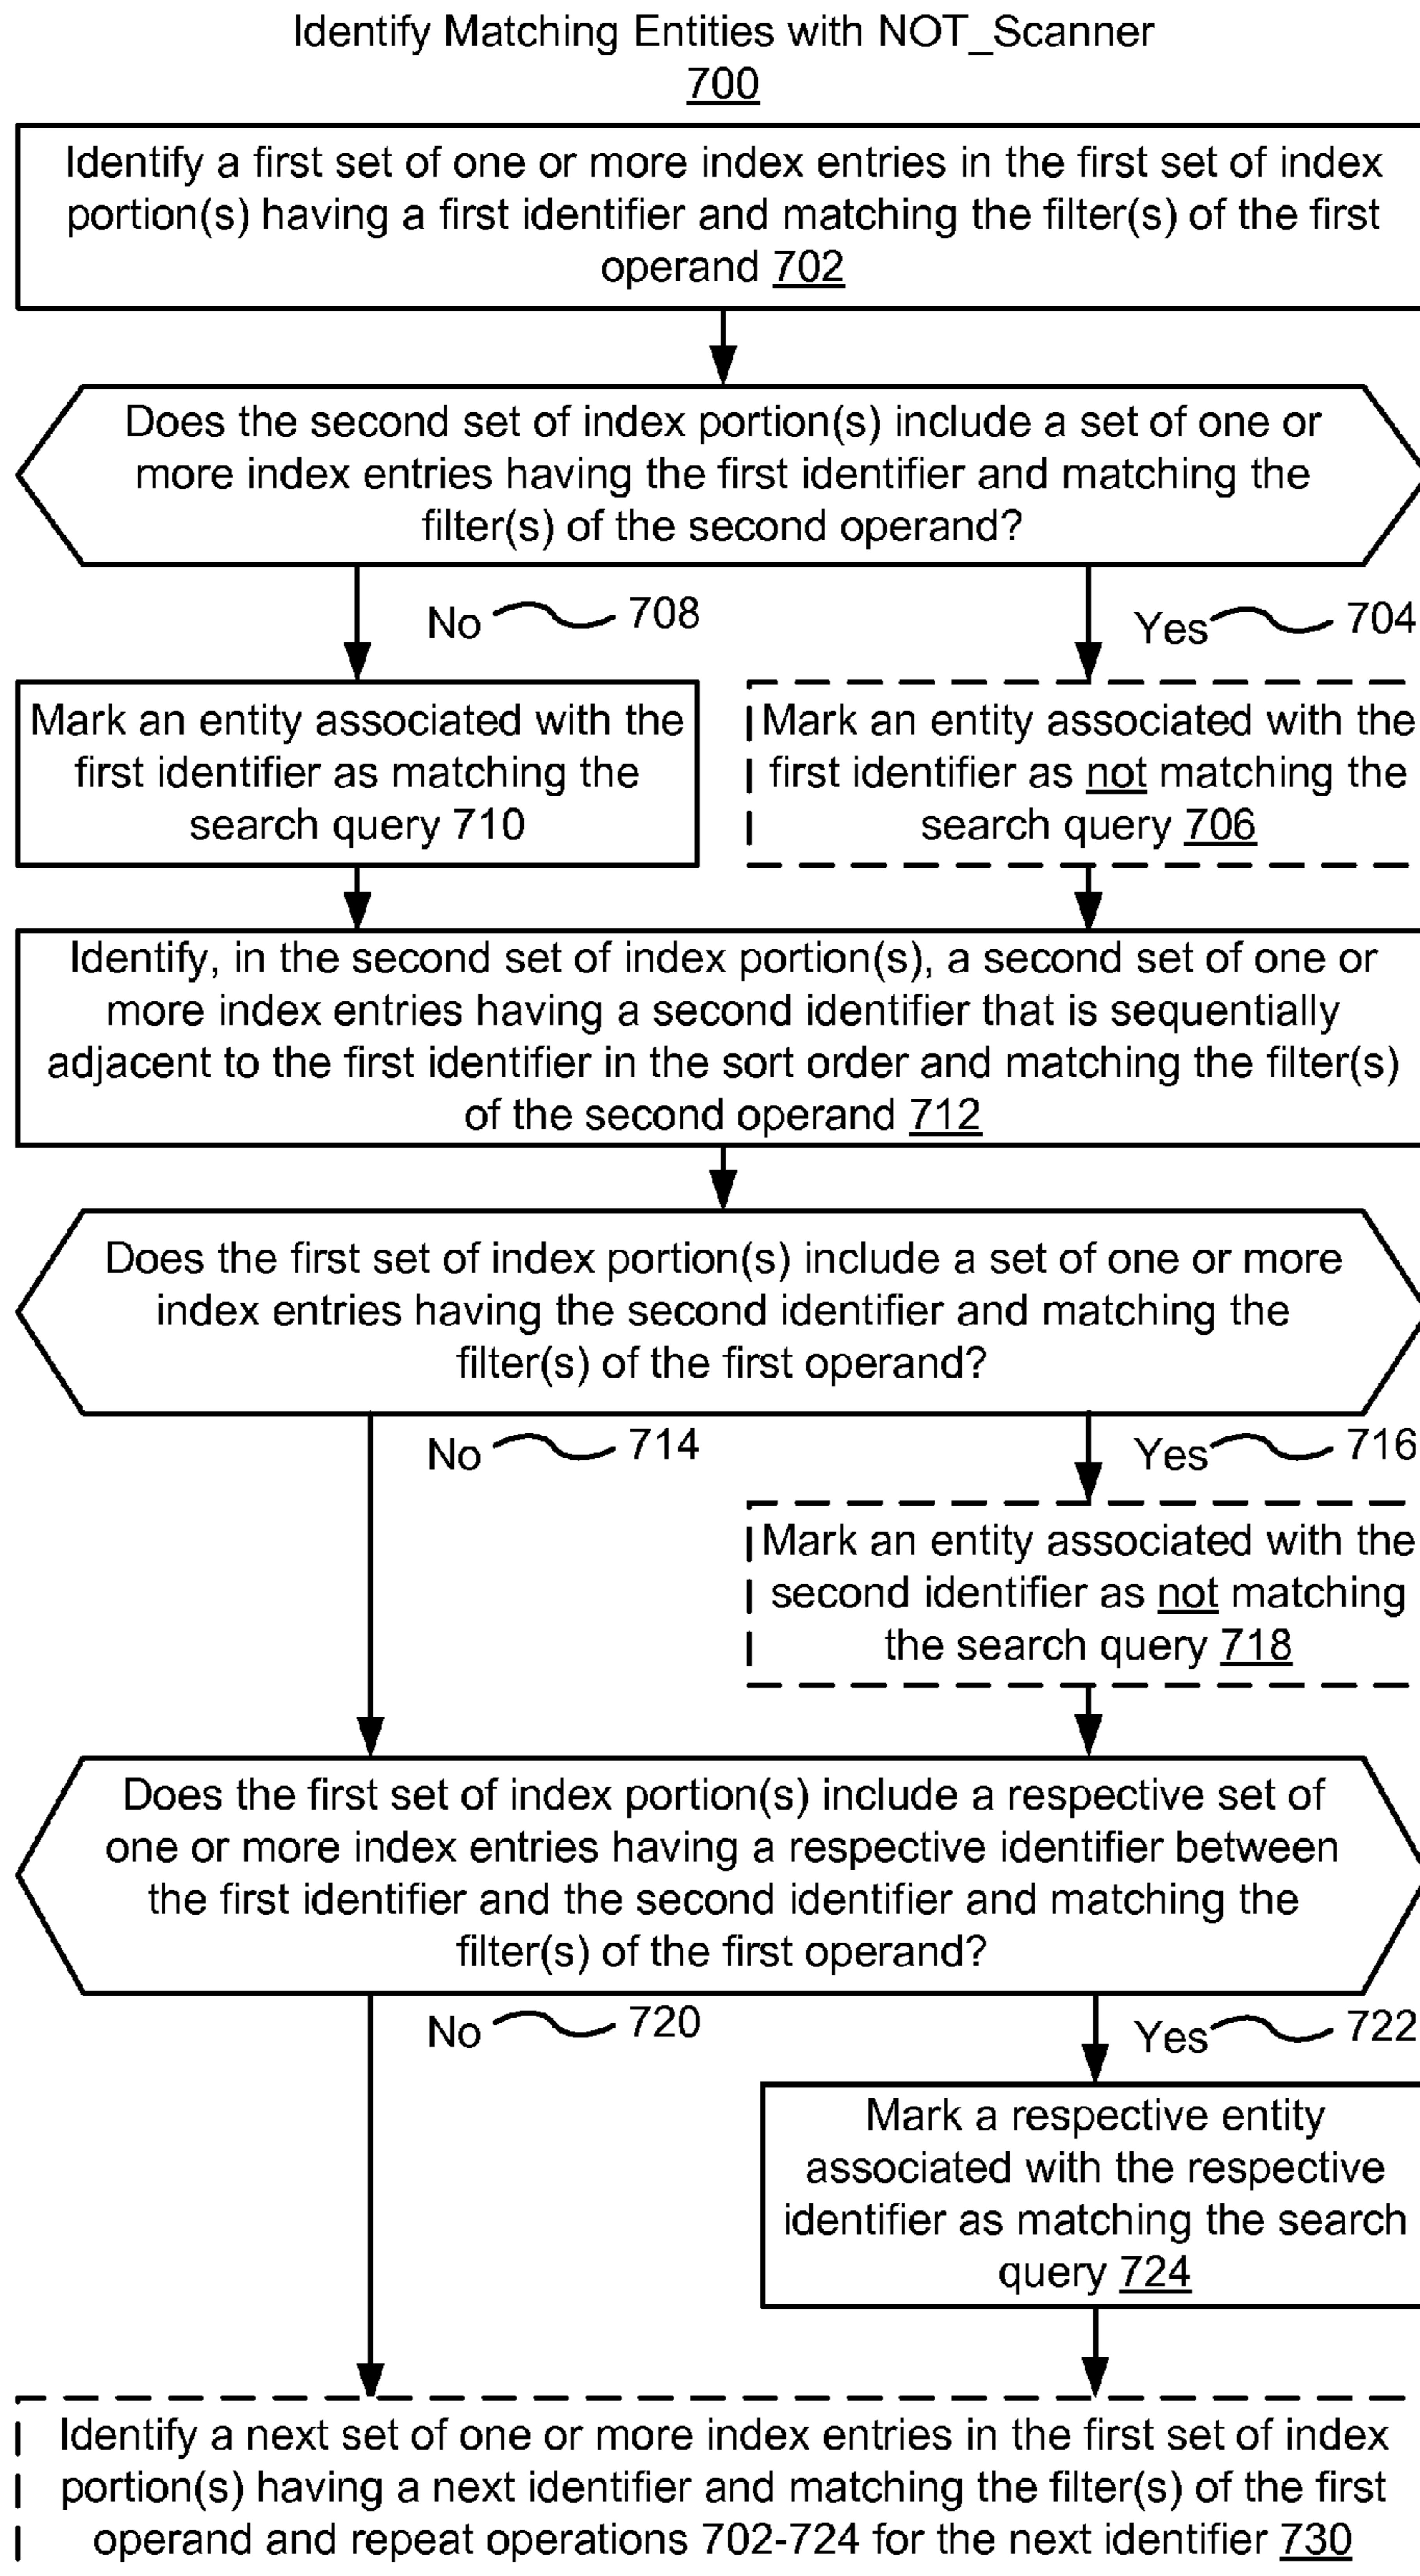 Identify Matching Entities with NOT_Scanner
700
Identify a first set of one or more index entries in the first set of index
portion(s) having a first identifier and matching the filter(s) of the first
operand 702
Does the second set of index portion(s) include a set of one or
more index entries having the first identifier and matching the
filter(s) of the second operand?
No 708
Yes 704
Mark an entity associated with the
first identifier as matching the
search query 710
Mark an entity associated with the
first identifier as not matching the
search query 706
Identify, in the second set of index portion(s), a second set of one or
more index entries having a second identifier that is sequentially
adjacent to the first identifier in the sort order and matching the filter(s)
of the second operand 712
Does the first set of index portion(s) include a set of one or more
index entries having the second identifier and matching the
filter(s) of the first operand?
No 714
Yes 716
Mark an entity associated with the
second identifier as not matching
the search query 718
Does the first set of index portion(s) include a respective set of
one or more index entries having a respective identifier between
the first identifier and the second identifier and matching the
filter(s) of the first operand?
No 720
Yes 722
Mark a respective entity
associated with the respective
identifier as matching the search
query 724
Identify a next set of one or more index entries in the first set of index
portion(s) having a next identifier and matching the filter(s) of the first
operand and repeat operations 702-724 for the next identifier 730